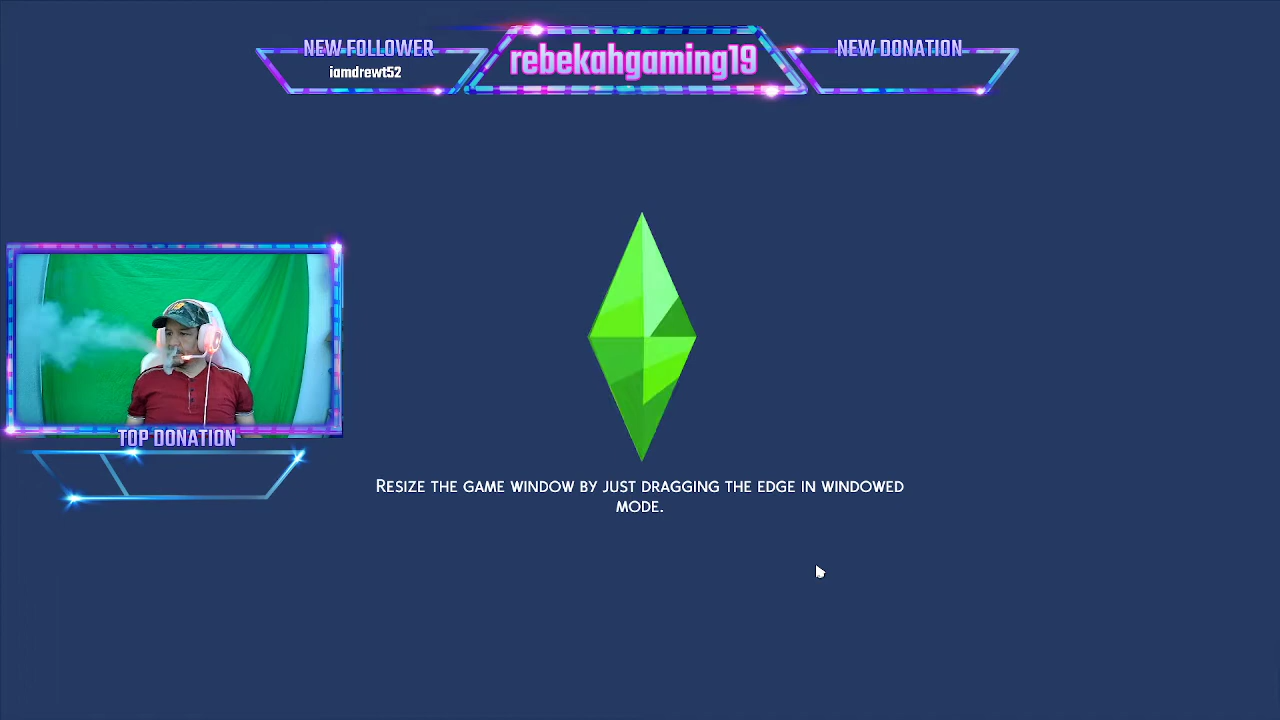 NEW FOLLOWER
iamdrewt52
rebekahgaming19
NEW DONATION
TOP DONATION
RESIZE THE GAME WINDOW BY JUST DRAGGING THE EDGE IN WINDOWED
MODE.